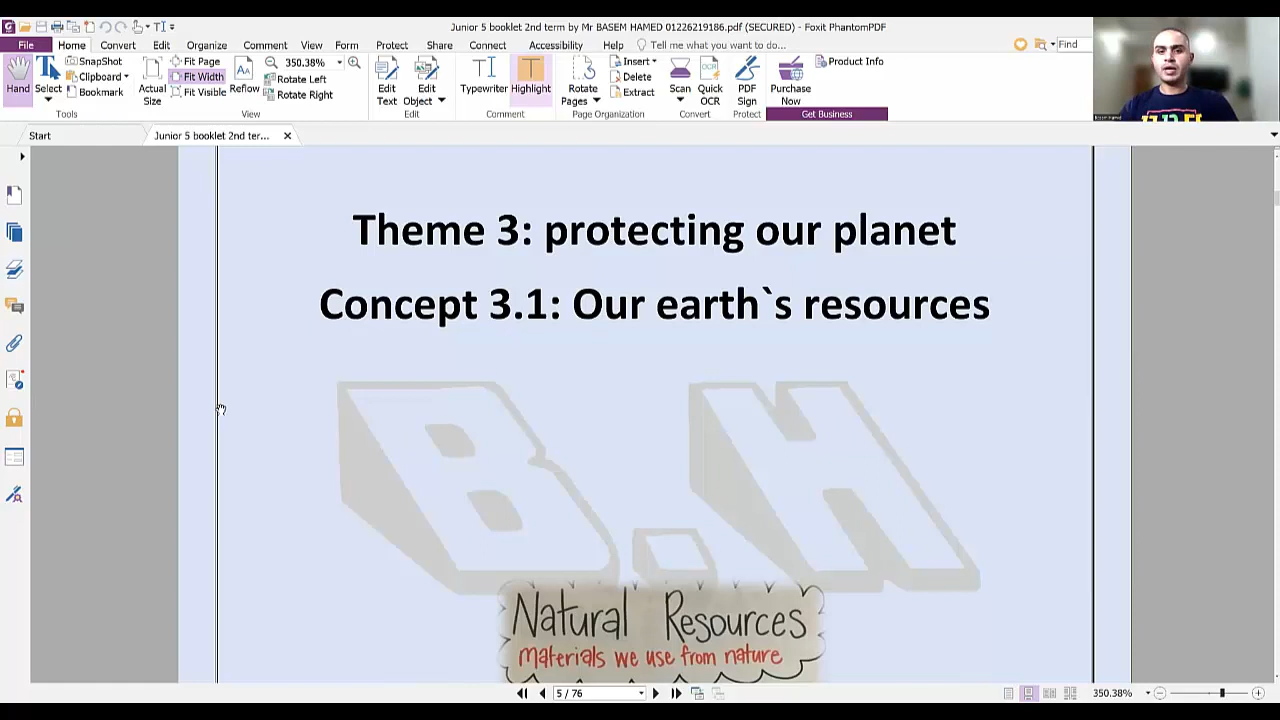 Junior 5 booklet 2nd term by Mr BASEM HAMED 01226219186.pdf (SECURED) - Foxit PhantomPDF
File Home Convert Edit Organize Comment View Form Protect Share Connect Accessibility Help Tell me what you want to do... Find
Hand
Select
SnapShot
Clipboard
Bookmark
Tools
Actual Size
Fit Page
Fit Width
Fit Visible
Reflow
350.38%
Rotate Left
Rotate Right
View
Edit Text
Edit Object
Edit
Typewriter
Highlight
Comment
Rotate Pages
Insert
Delete
Extract
Page Organization
Scan
Quick OCR
Convert
PDF Sign
Protect
Purchase Now
Product Info
Get Business
Start
Junior 5 booklet 2nd ter...
Theme 3: protecting our planet
Concept 3.1: Our earth`s resources
B.H
Natural Resources
materials we use from nature
5 / 76
350.38%